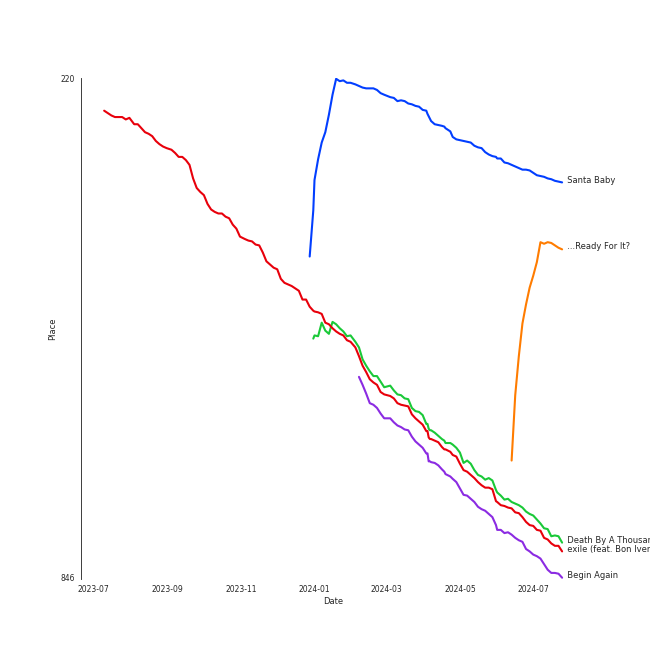 220
Santa Baby
...Ready For It?
Place
Death By A Thousar
exile (feat. Bon Iver
846
Begin Again
2023-07
2023-09
2023-11
2024-01
2024-03
2024-05
2024-07
Date